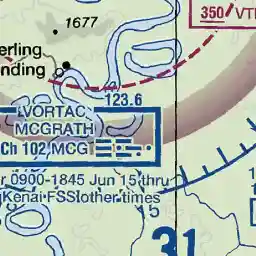 350 VT
1677
erling
nding
123.6
VORTAC
MCGRATH
Ch 102 MCG
r 0900-1845 Jun 15 thru
Kenai FSS other times
15
31